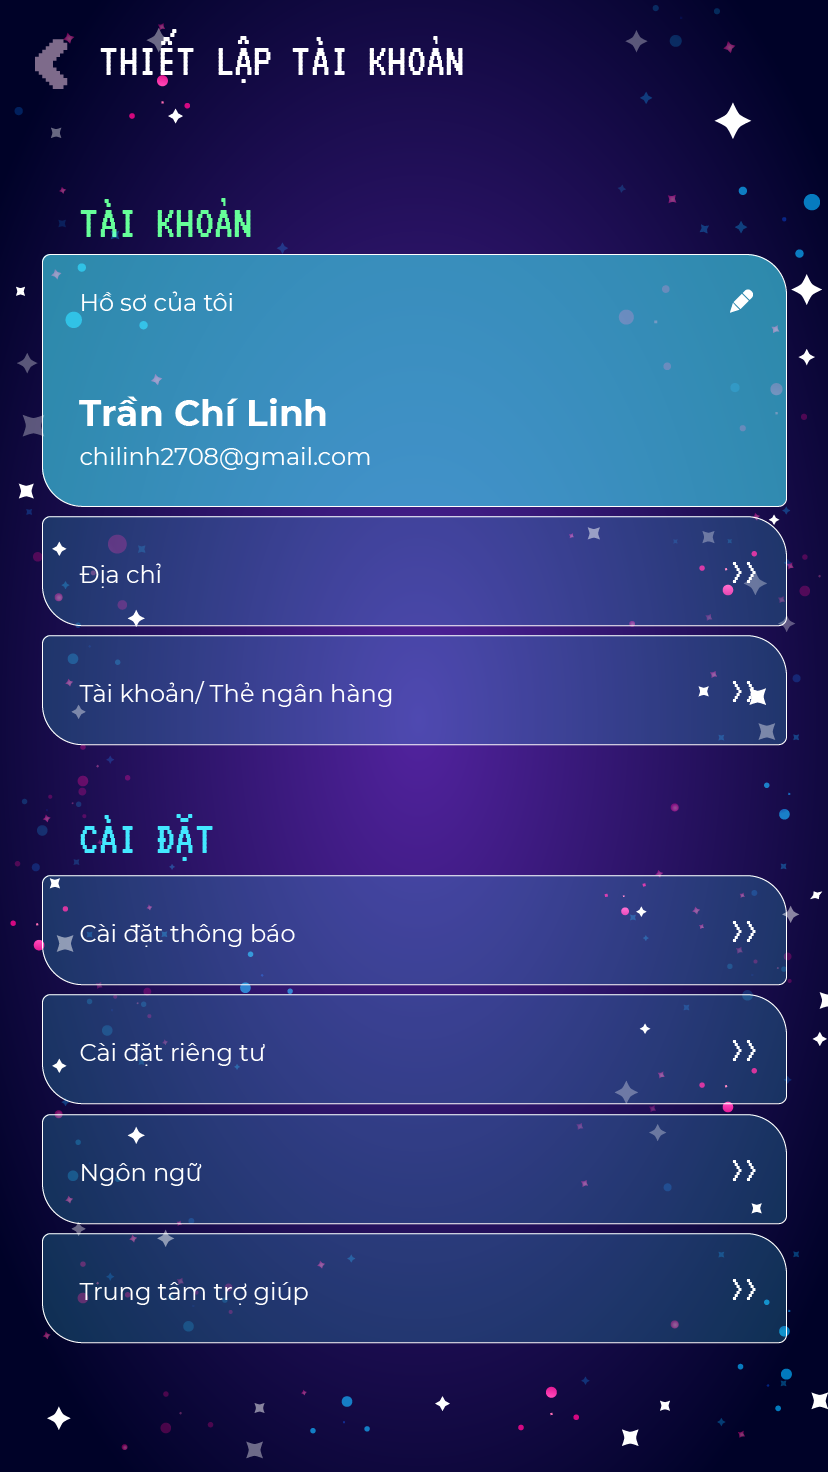 THIẾT LẬP TÀI KHOẢN
TÀI KHOẢN
Hồ sơ của tôi
Trần Chí Linh
chilinh2708@gmail.com
Địa chỉ
Tài khoản/ Thẻ ngân hàng
CÀI ĐẶT
Cài đặt thông báo
Cài đặt riêng tư
Ngôn ngữ
Trung tâm trợ giúp